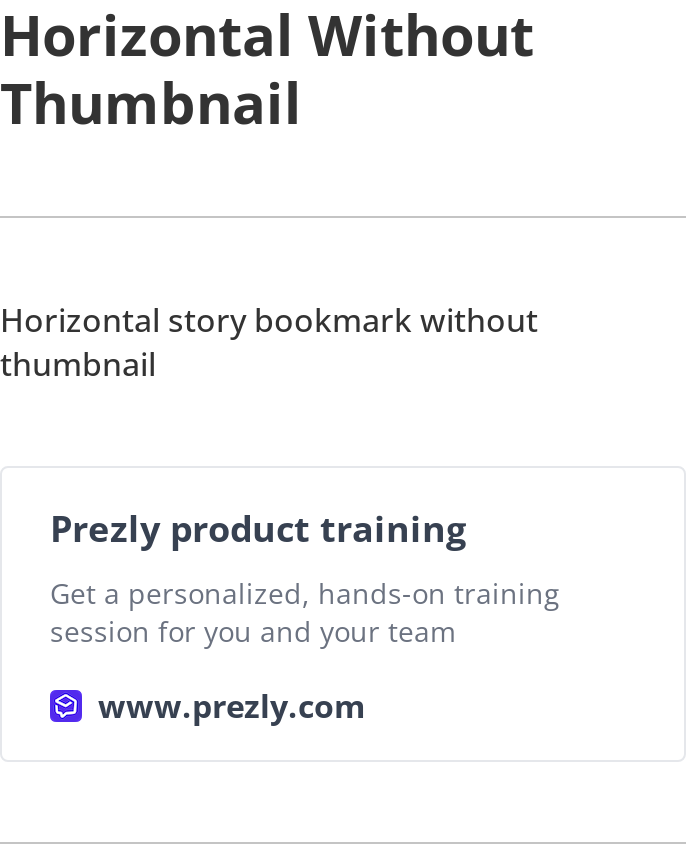 Horizontal Without
Thumbnail
Horizontal story bookmark without
thumbnail
Prezly product training
Get a personalized, hands-on training
session for you and your team
www.prezly.com